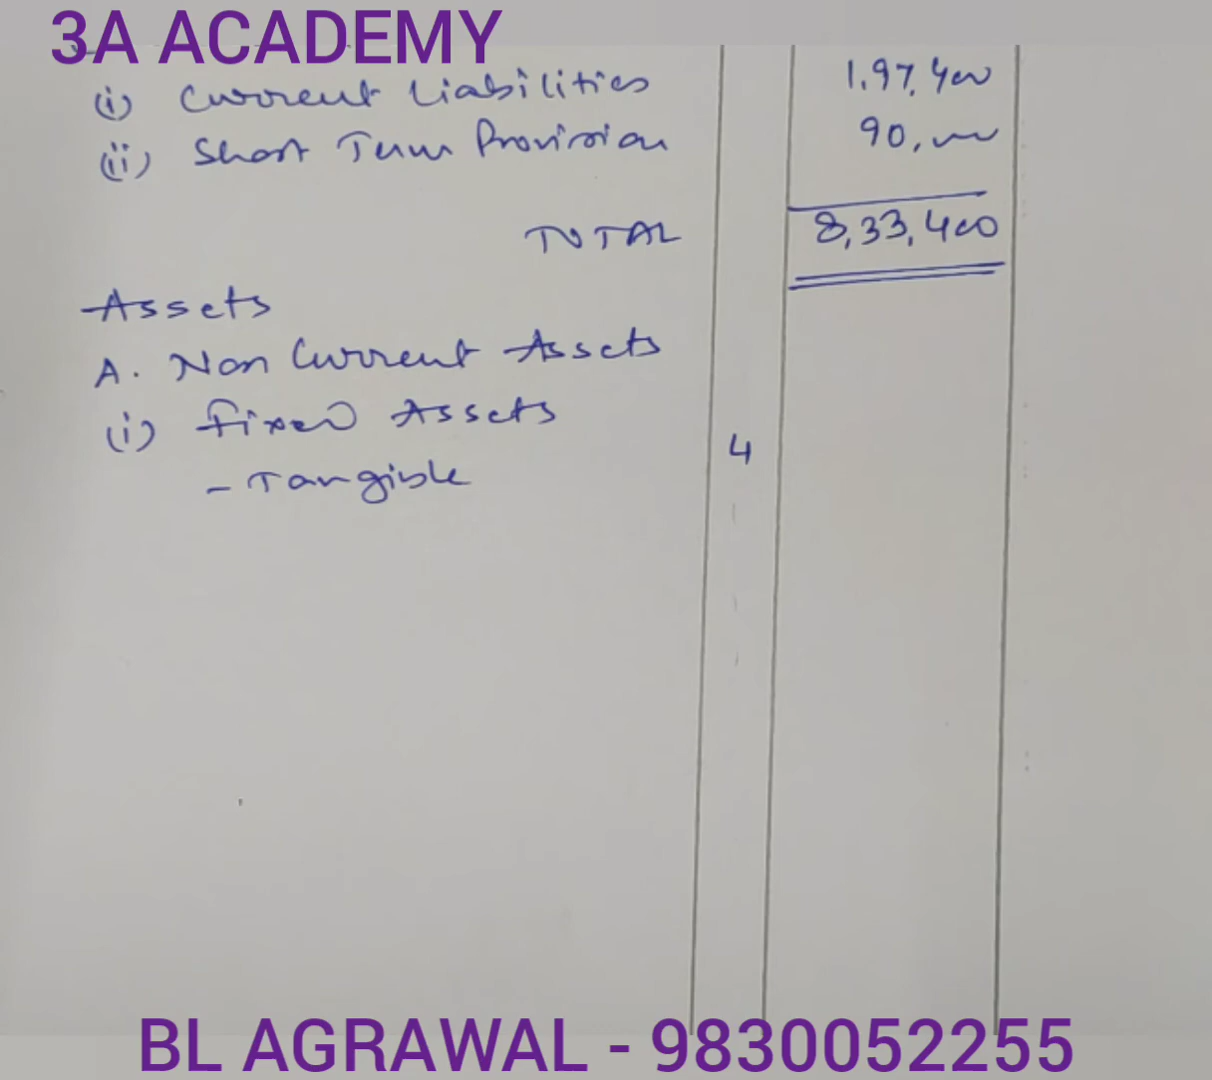 3A ACADEMY
(i) Current Liabilities 1,97,400
(ii) Short Term Provision 90,000
TOTAL 8,33,400
Assets
A. Non Current Assets
(i) Fixed Assets
- Tangible 4
BL AGRAWAL - 9830052255